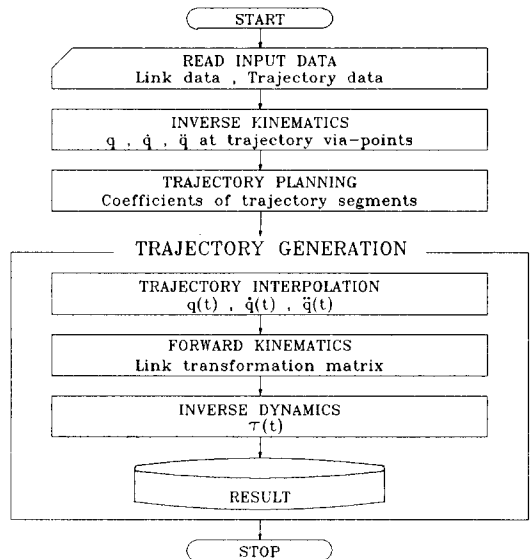 START
READ INPUT DATA
Link data , Trajectory data
INVERSE KINEMATICS
q , q̇ , q̈ at trajectory via-points
TRAJECTORY PLANNING
Coefficients of trajectory segments
TRAJECTORY GENERATION
TRAJECTORY INTERPOLATION
q(t) , q̇(t) , q̈(t)
FORWARD KINEMATICS
Link transformation matrix
INVERSE DYNAMICS
τ(t)
RESULT
STOP